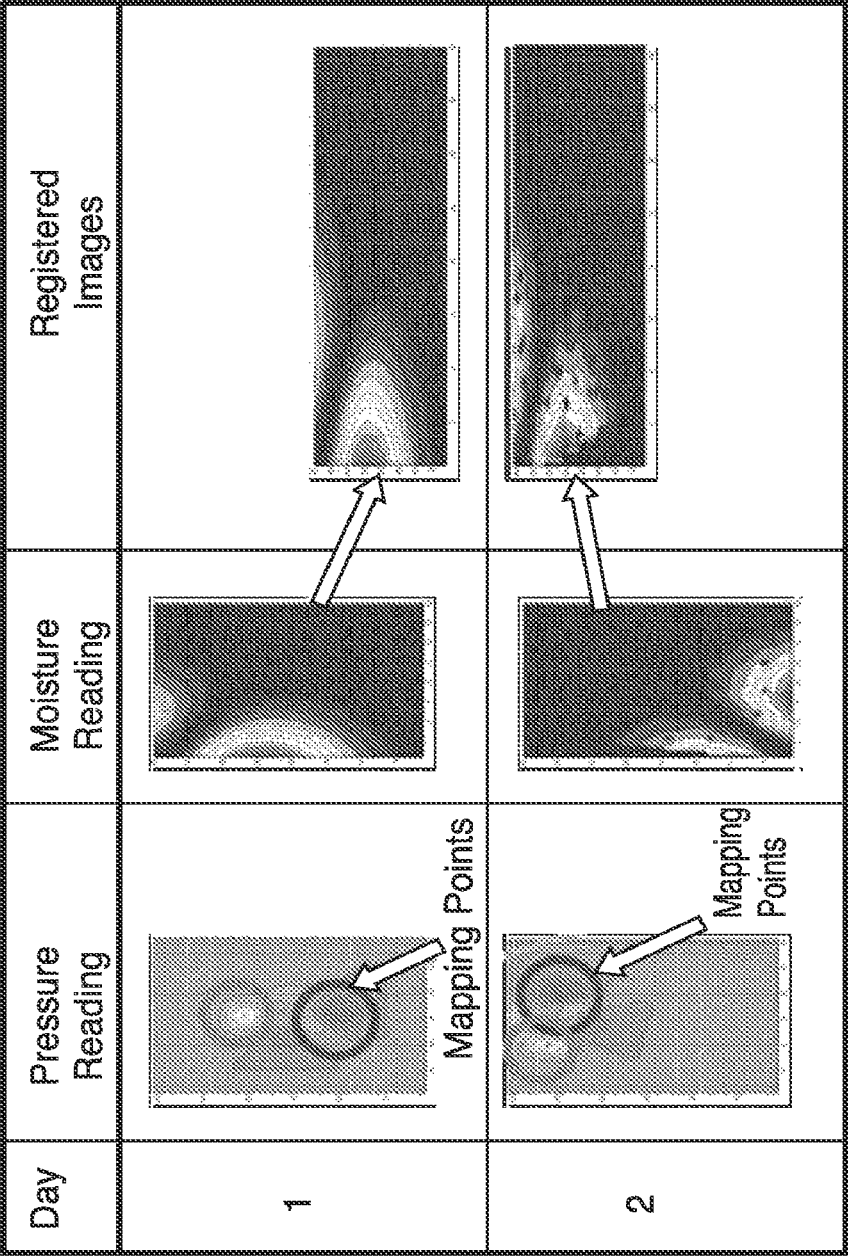 Day
Pressure
Reading
Moisture
Reading
Registered
Images
1
Mapping Points
2
Mapping
Points